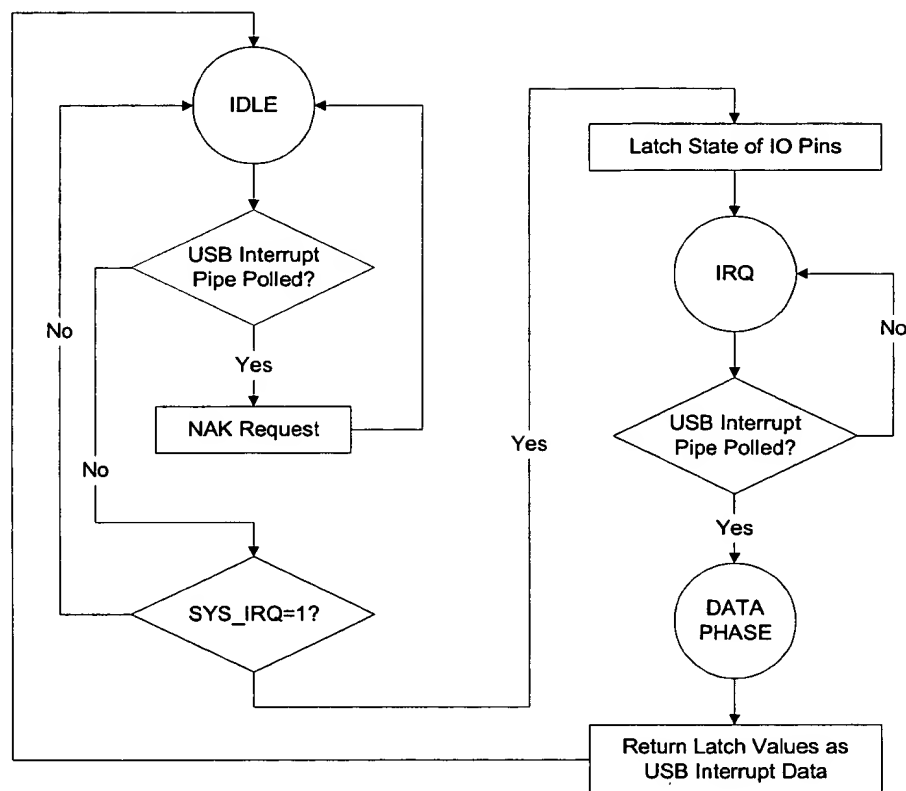 IDLE
USB Interrupt
Pipe Polled?
No
Yes
NAK Request
No
SYS_IRQ=1?
Yes
Latch State of IO Pins
IRQ
No
USB Interrupt
Pipe Polled?
Yes
DATA
PHASE
Return Latch Values as
USB Interrupt Data